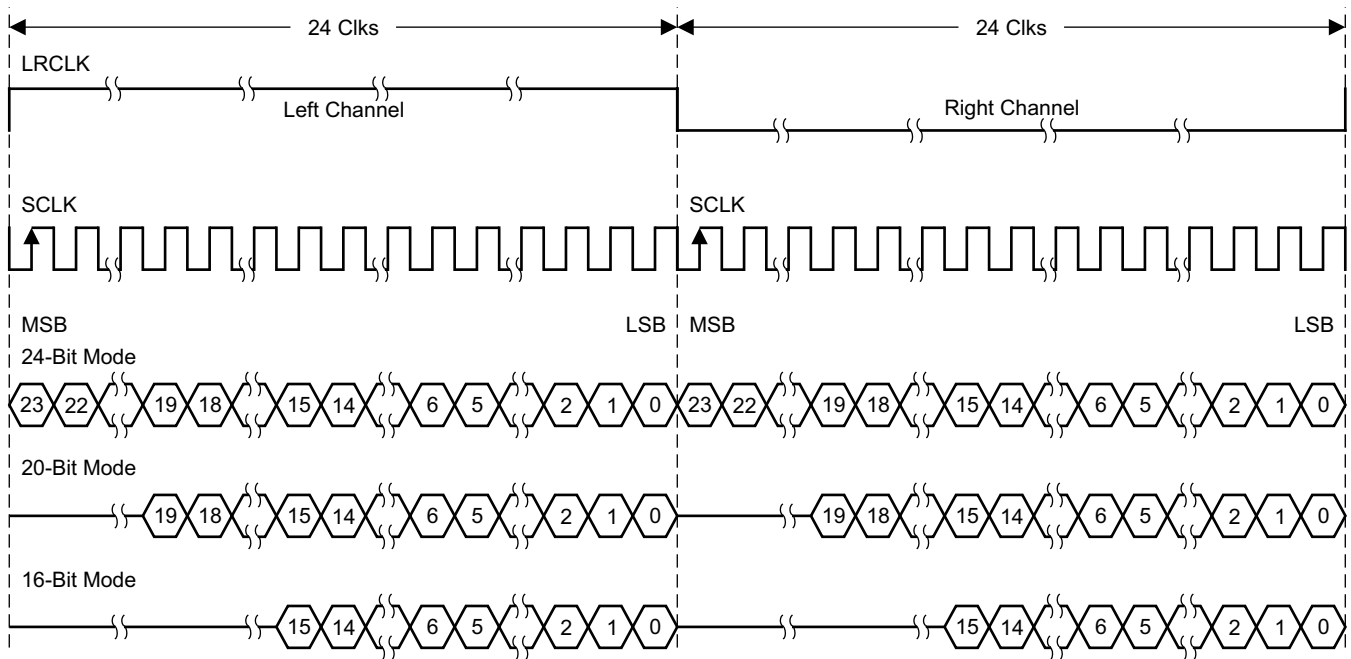 24 Clks 24 Clks
LRCLK
Left Channel Right Channel
SCLK SCLK
MSB LSB MSB LSB
24-Bit Mode
23 22 19 18 15 14 6 5 2 1 0 23 22 19 18 15 14 6 5 2 1 0
20-Bit Mode
19 18 15 14 6 5 2 1 0 19 18 15 14 6 5 2 1 0
16-Bit Mode
15 14 6 5 2 1 0 15 14 6 5 2 1 0